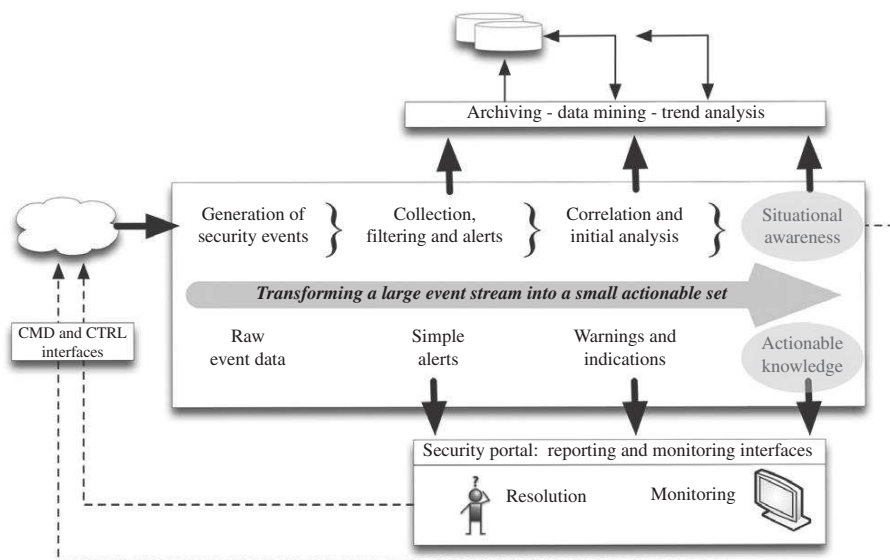 Archiving - data mining - trend analysis
Generation of
security events
Collection,
filtering and alerts
Correlation and
initial analysis
Situational
awareness
Transforming a large event stream into a small actionable set
CMD and CTRL
interfaces
Raw
event data
Simple
alerts
Warnings and
indications
Actionable
knowledge
Security portal: reporting and monitoring interfaces
?
Resolution
Monitoring